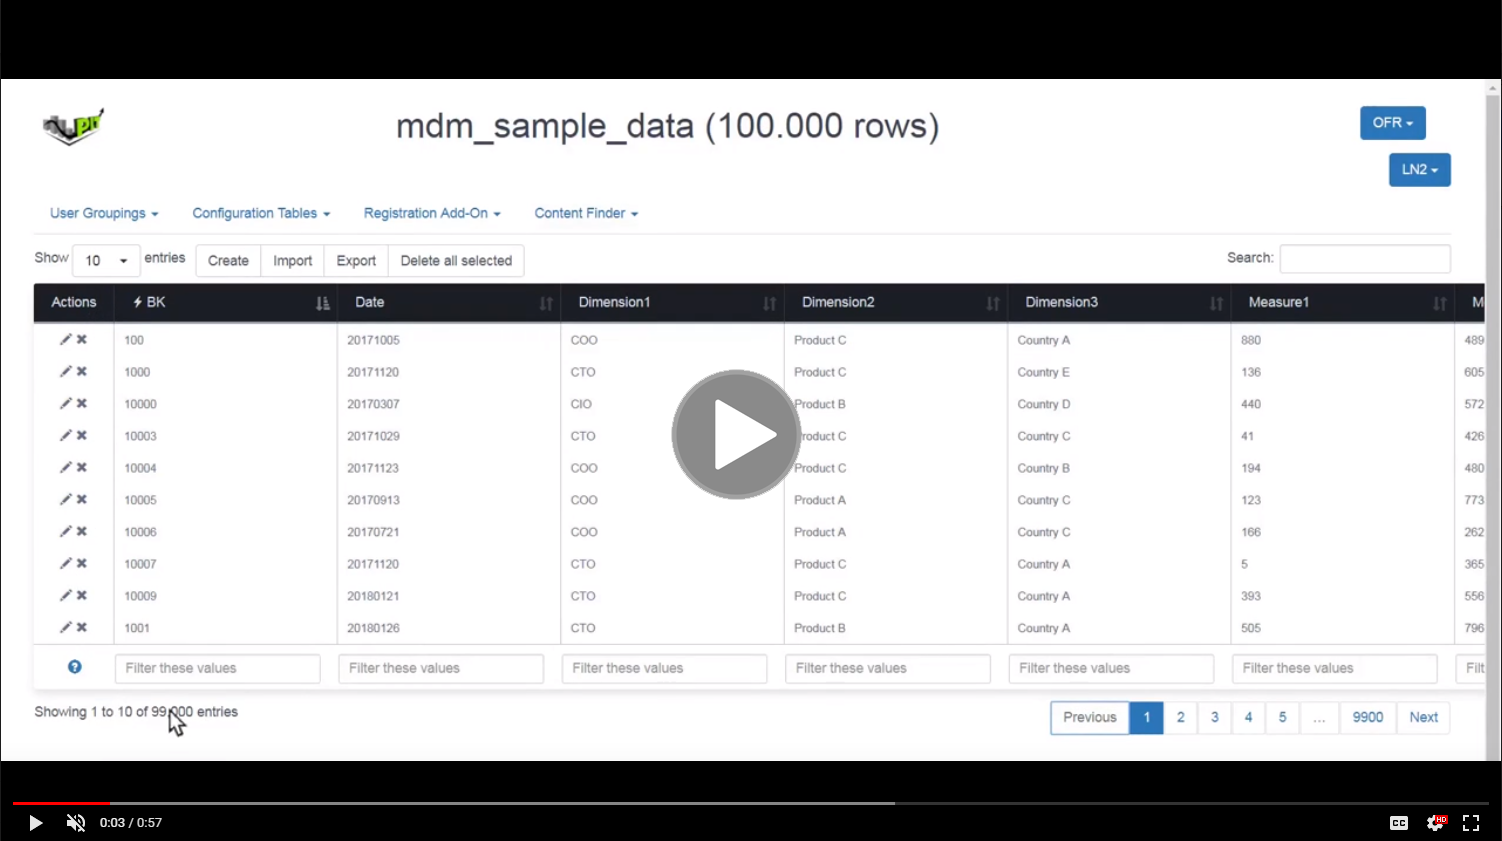 mdm_sample_data (100.000 rows)
OFR
LN2
User Groupings Configuration Tables Registration Add-On Content Finder
Show 10 entries Create Import Export Delete all selected Search:
Actions BK Date Dimension1 Dimension2 Dimension3 Measure1 M
100 20171005 COO Product C Country A 880 489
1000 20171120 CTO Product C Country E 136 605
10000 20170307 CIO Product B Country D 440 572
10003 20171029 CTO roduct C Country C 41 426
10004 20171123 COO Product C Country B 194 480
10005 20170913 COO Product A Country C 123 773
10006 20170721 COO Product A Country C 166 262
10007 20171120 CTO Product C Country A 5 365
10009 20180121 CTO Product C Country A 393 556
1001 20180126 CTO Product B Country A 505 796
Filter these values Filter these values Filter these values Filter these values Filter these values Filter these values Filt
Showing 1 to 10 of 99.000 entries Previous 1 2 3 4 5 ... 9900 Next
0:03 / 0:57 CC HD